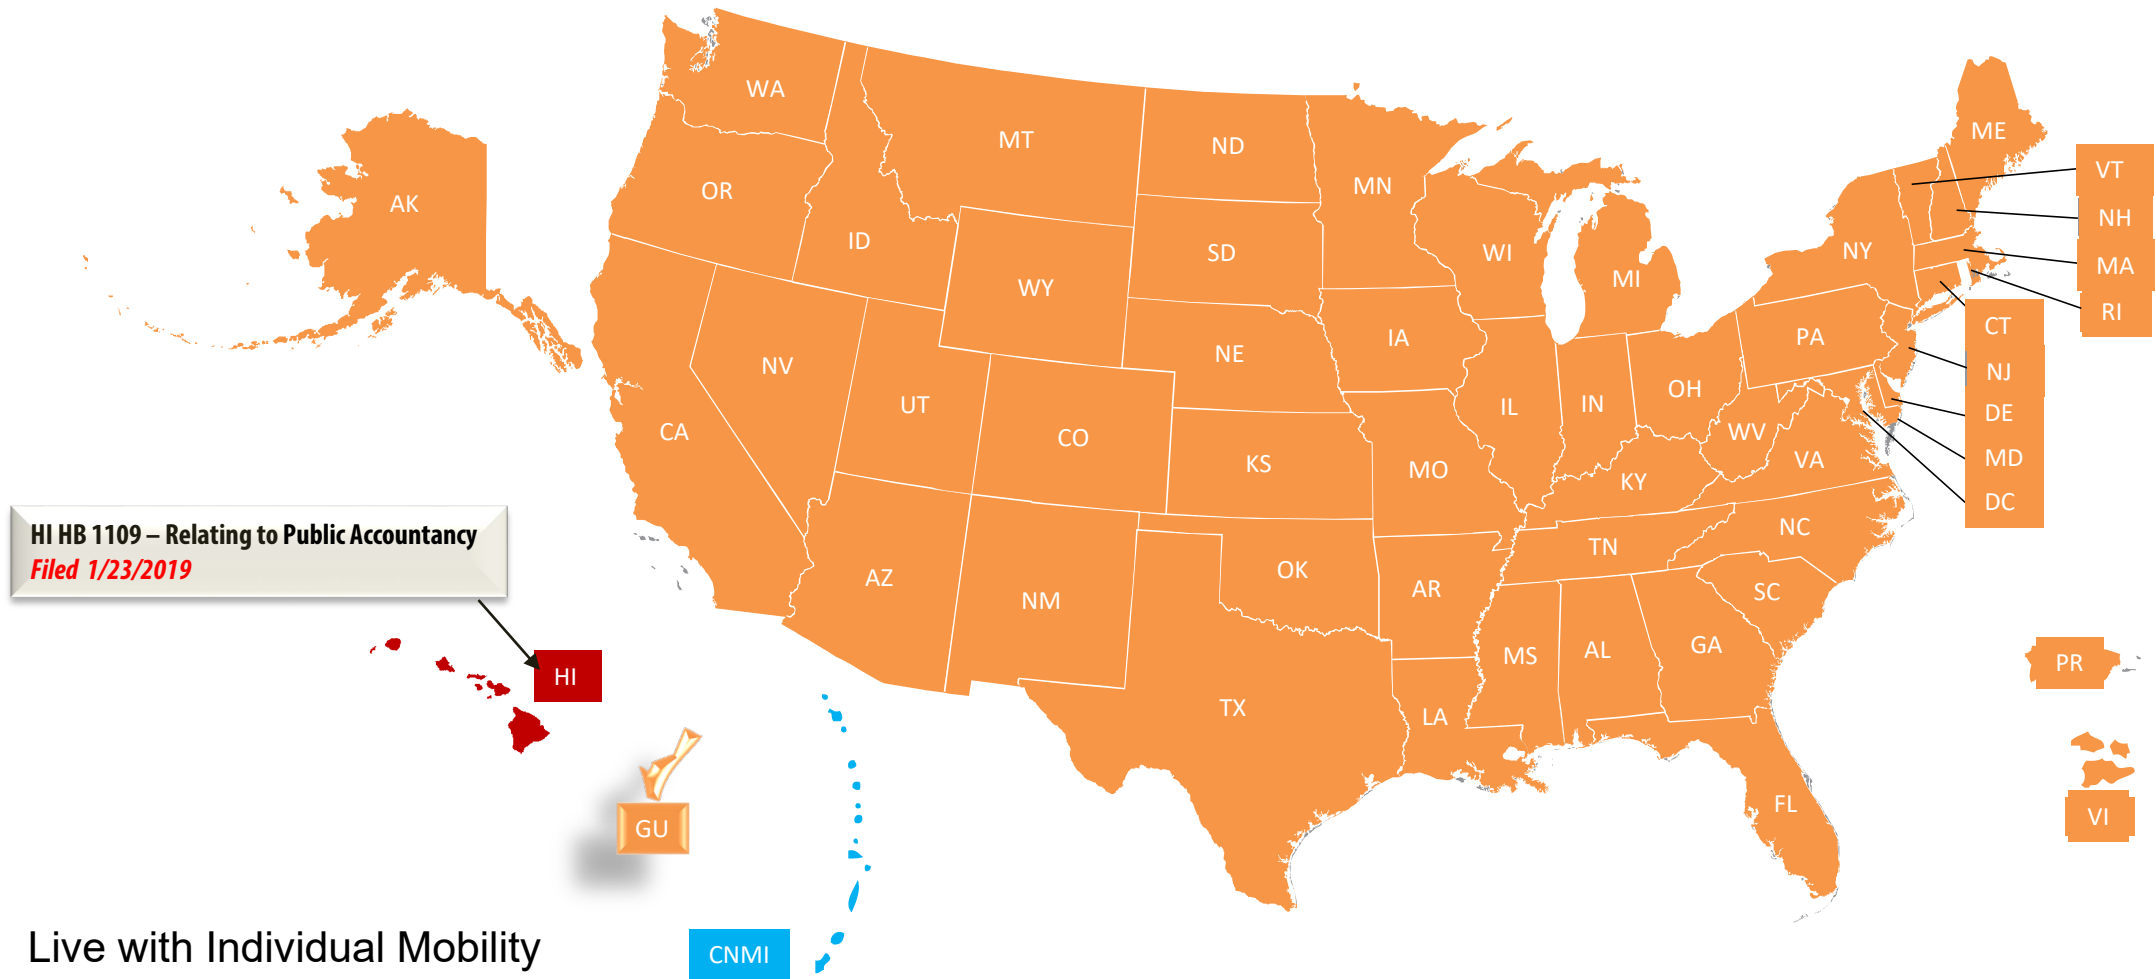 WA
MT
ND
MN
ME
VT
OR
NH
AK
ID
SD
WI
MI
NY
MA
WY
RI
CT
IA
PA
NE
NV
NJ
UT
IL
IN
OH
DE
CA
CO
WV
KS
MO
VA
MD
KY
DC
HI HB 1109 – Relating to Public Accountancy
Filed 1/23/2019
NC
TN
AZ
OK
AR
SC
NM
GA
MS
AL
PR
HI
TX
LA
FL
VI
GU
Live with Individual Mobility
CNMI